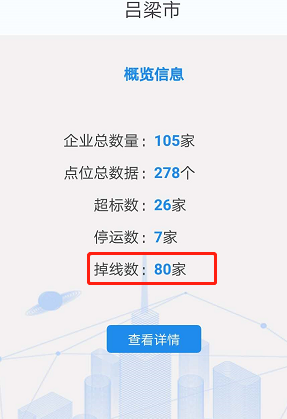 吕梁市
概览信息
企业总数量：105家
点位总数据：278个
超标数：26家
停运数：7家
掉线数：80家
查看详情